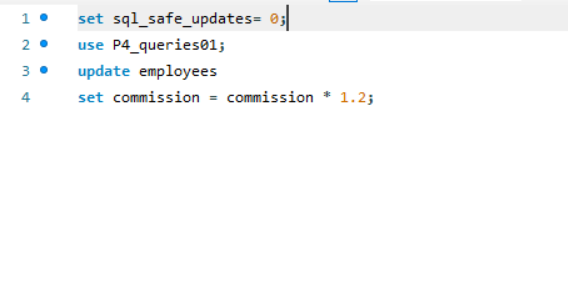 1 set sql_safe_updates= 0;
2 use P4_queries01;
3 update employees
4 set commission = commission * 1.2;